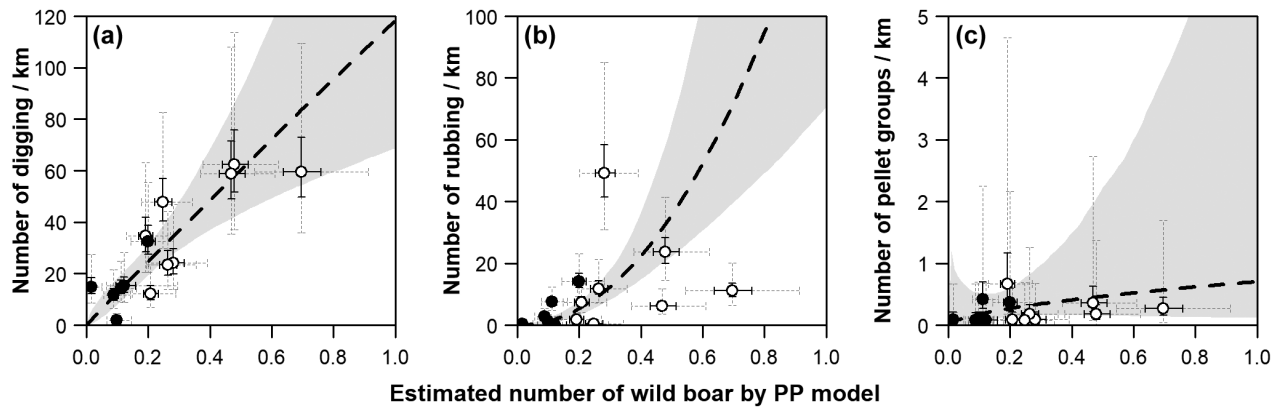 (a)
Number of digging / km
120
100
80
60
40
20
0
0.0 0.2 0.4 0.6 0.8 1.0
(b)
Number of rubbing / km
100
80
60
40
20
0
0.0 0.2 0.4 0.6 0.8 1.0
(c)
Number of pellet groups / km
5
4
3
2
1
0
0.0 0.2 0.4 0.6 0.8 1.0
Estimated number of wild boar by PP model